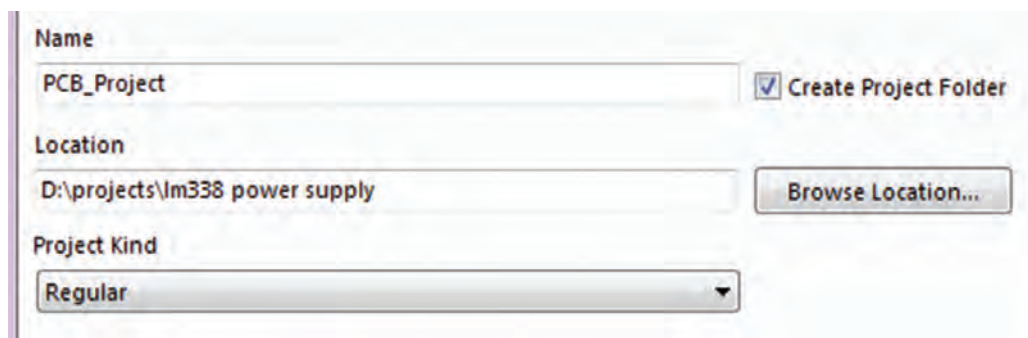 Name
PCB_Project
Create Project Folder
Location
D:\projects\lm338 power supply
Browse Location...
Project Kind
Regular